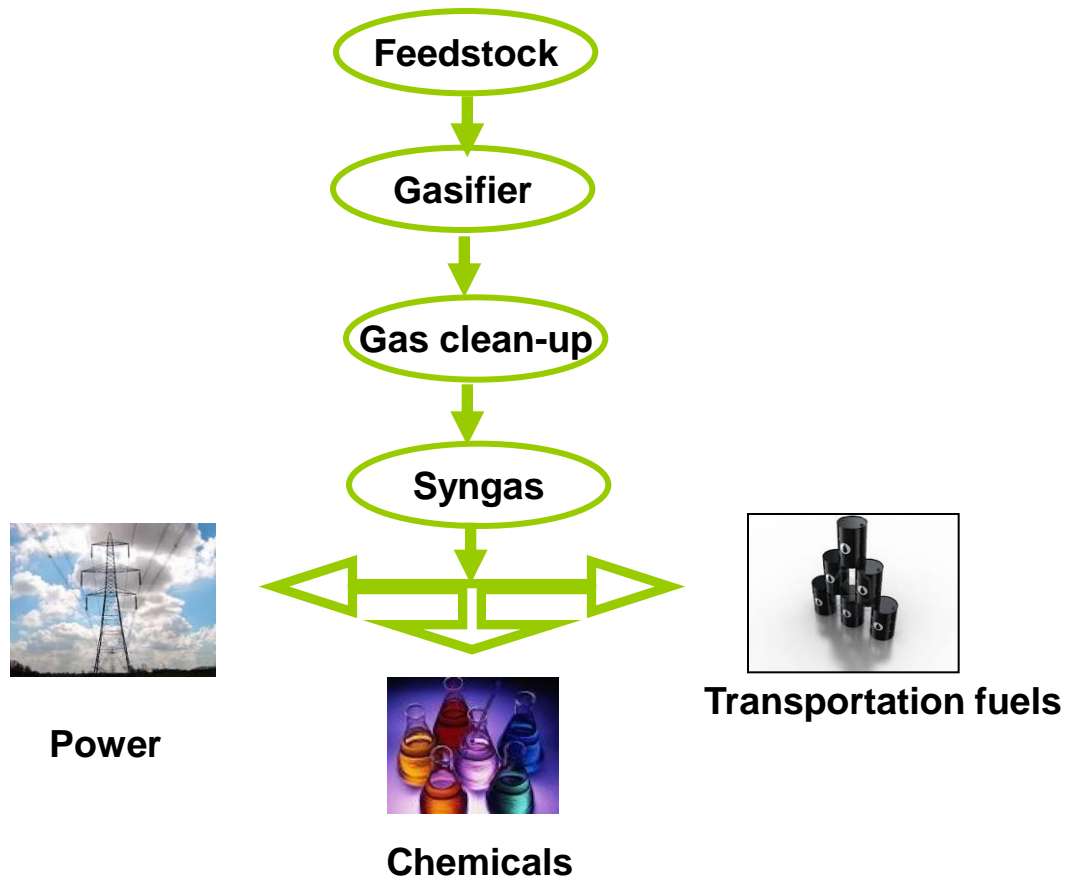 Feedstock
Gasifier
Gas clean-up
Syngas
Transportation fuels
Power
Chemicals